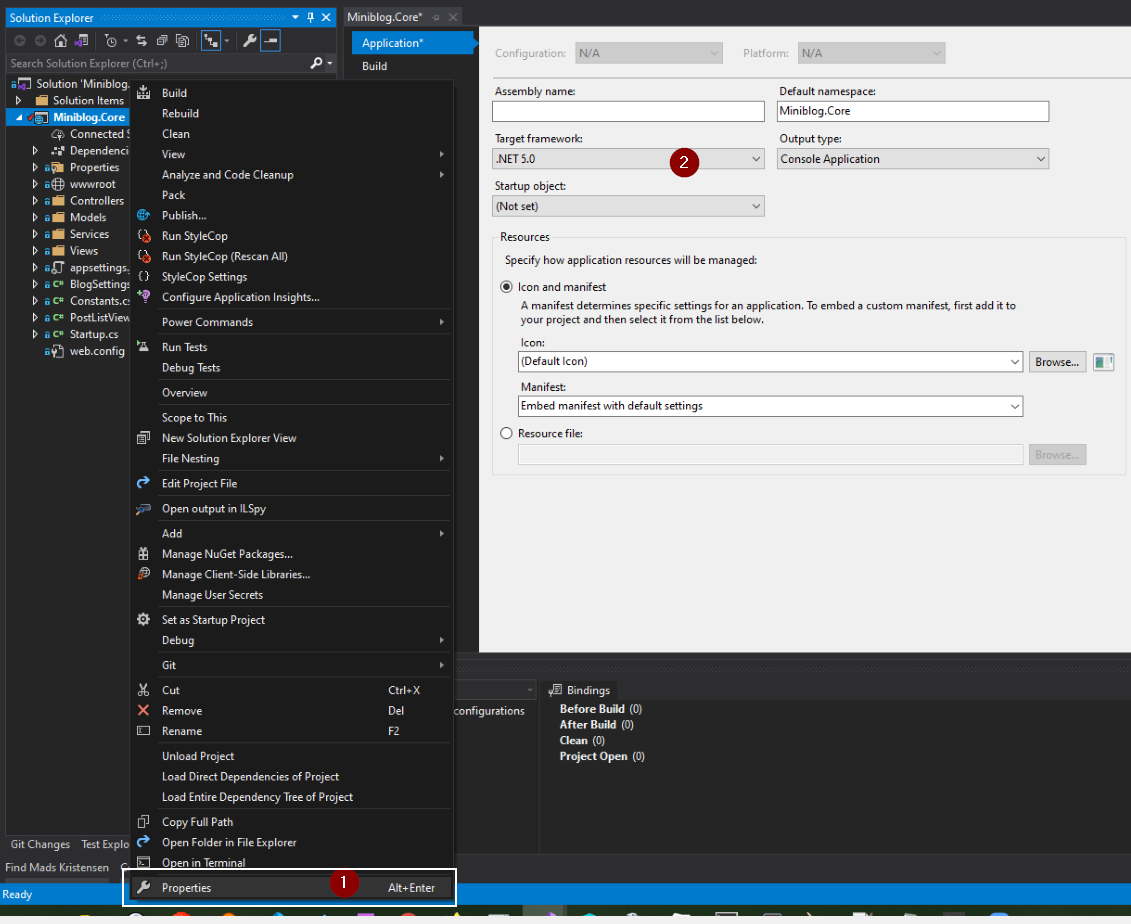 Solution Explorer
Search Solution Explorer (Ctrl+;)
Solution 'Miniblog.
Solution Items
Miniblog.Core
Connected S
Dependenci
Properties
wwwroot
Controllers
Models
Services
Views
appsettings.
BlogSettings
Constants.cs
PostListView
Startup.cs
web.config
Git Changes Test Explo
Find Mads Kristensen
Ready
Build
Rebuild
Clean
View
Analyze and Code Cleanup
Pack
Publish...
Run StyleCop
Run StyleCop (Rescan All)
StyleCop Settings
Configure Application Insights...
Power Commands
Run Tests
Debug Tests
Overview
Scope to This
New Solution Explorer View
File Nesting
Edit Project File
Open output in ILSpy
Add
Manage NuGet Packages...
Manage Client-Side Libraries...
Manage User Secrets
Set as Startup Project
Debug
Git
Cut Ctrl+X
Remove Del
Rename F2
Unload Project
Load Direct Dependencies of Project
Load Entire Dependency Tree of Project
Copy Full Path
Open Folder in File Explorer
Open in Terminal
Properties 1 Alt+Enter
Miniblog.Core*
Application*
Build
Configuration: N/A Platform: N/A
Assembly name: Default namespace:
Miniblog.Core
Target framework: Output type:
.NET 5.0 2 Console Application
Startup object:
(Not set)
Resources
Specify how application resources will be managed:
Icon and manifest
A manifest determines specific settings for an application. To embed a custom manifest, first add it to
your project and then select it from the list below.
Icon:
(Default Icon) Browse...
Manifest:
Embed manifest with default settings
Resource file:
Browse...
configurations
Bindings
Before Build (0)
After Build (0)
Clean (0)
Project Open (0)